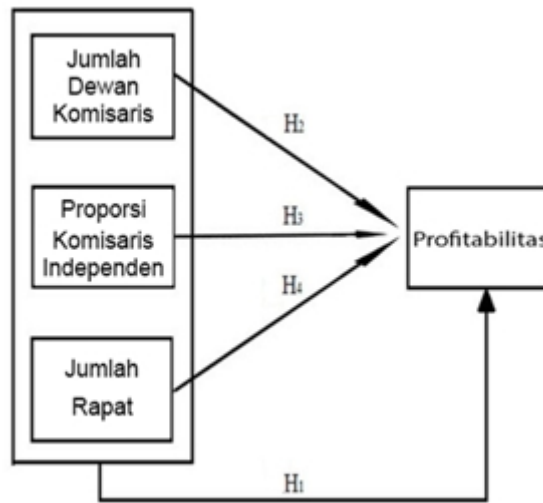 Jumlah
Dewan
Komisaris
H2
Proporsi
Komisaris
Independen
H3
Profitabilitas
H4
Jumlah
Rapat
H1